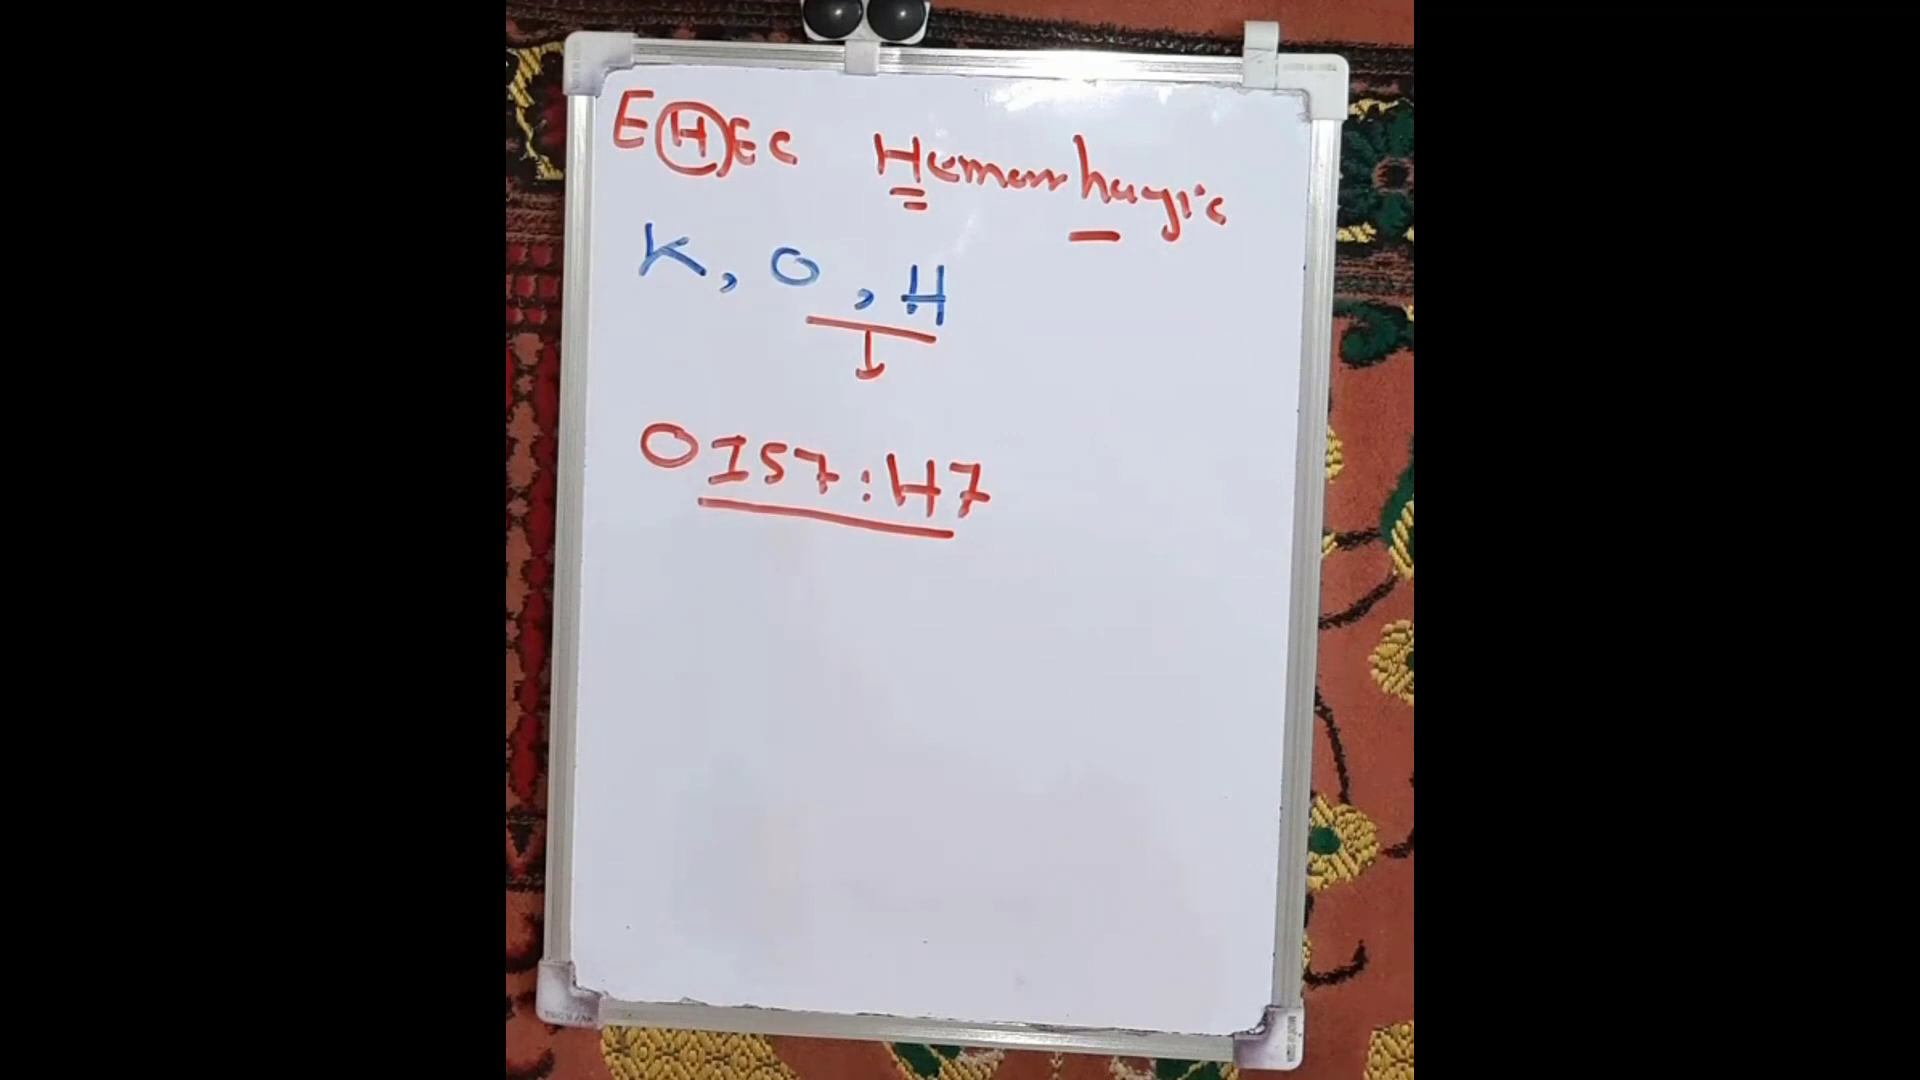 EHEC Hemorrhagic
K, O, H
I
O157:H7